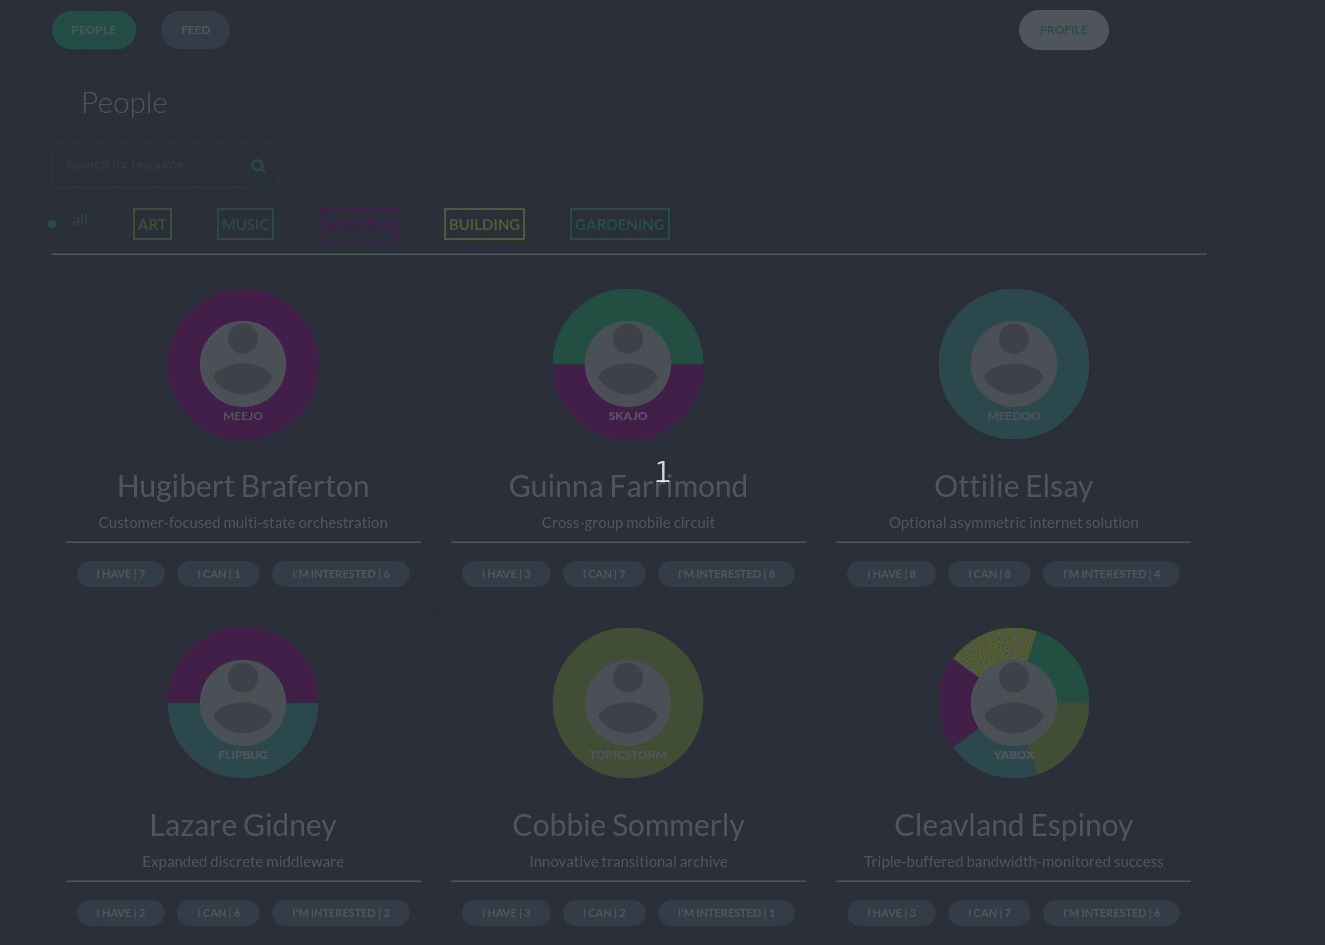 PEOPLE FEED PROFILE
People
Search for resource..
all ART MUSIC BUILDING GARDENING
MEEJO SKAJO MEEDOO
1
Hugibert Braferton Guinna Farrimond Ottilie Elsay
Customer-focused multi-state orchestration Cross-group mobile circuit Optional asymmetric internet solution
I HAVE | 7 I CAN | 1 I'M INTERESTED | 6 I HAVE | 3 I CAN | 7 I'M INTERESTED | 8 I HAVE | 8 I CAN | 8 I'M INTERESTED | 4
FLIPBUG TOPICSTORM YABOX
Lazare Gidney Cobbie Sommerly Cleavland Espinoy
Expanded discrete middleware Innovative transitional archive Triple-buffered bandwidth-monitored success
I HAVE | 2 I CAN | 6 I'M INTERESTED | 2 I HAVE | 3 I CAN | 2 I'M INTERESTED | 1 I HAVE | 3 I CAN | 7 I'M INTERESTED | 6